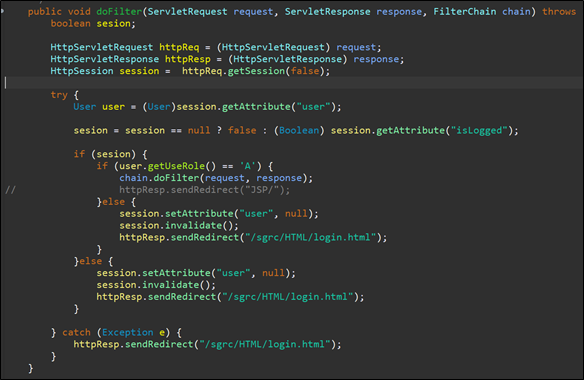 public void doFilter(ServletRequest request, ServletResponse response, FilterChain chain) throws
boolean sesion;
HttpServletRequest httpReq = (HttpServletRequest) request;
HttpServletResponse httpResp = (HttpServletResponse) response;
HttpSession session =  httpReq.getSession(false);
try {
User user = (User)session.getAttribute("user");
sesion = session == null ? false : (Boolean) session.getAttribute("isLogged");
if (sesion) {
if (user.getUseRole() == 'A') {
chain.doFilter(request, response);
// httpResp.sendRedirect("JSP/");
}else {
session.setAttribute("user", null);
session.invalidate();
httpResp.sendRedirect("/sgrc/HTML/login.html");
}
}else {
session.setAttribute("user", null);
session.invalidate();
httpResp.sendRedirect("/sgrc/HTML/login.html");
}
} catch (Exception e) {
httpResp.sendRedirect("/sgrc/HTML/login.html");
}
}